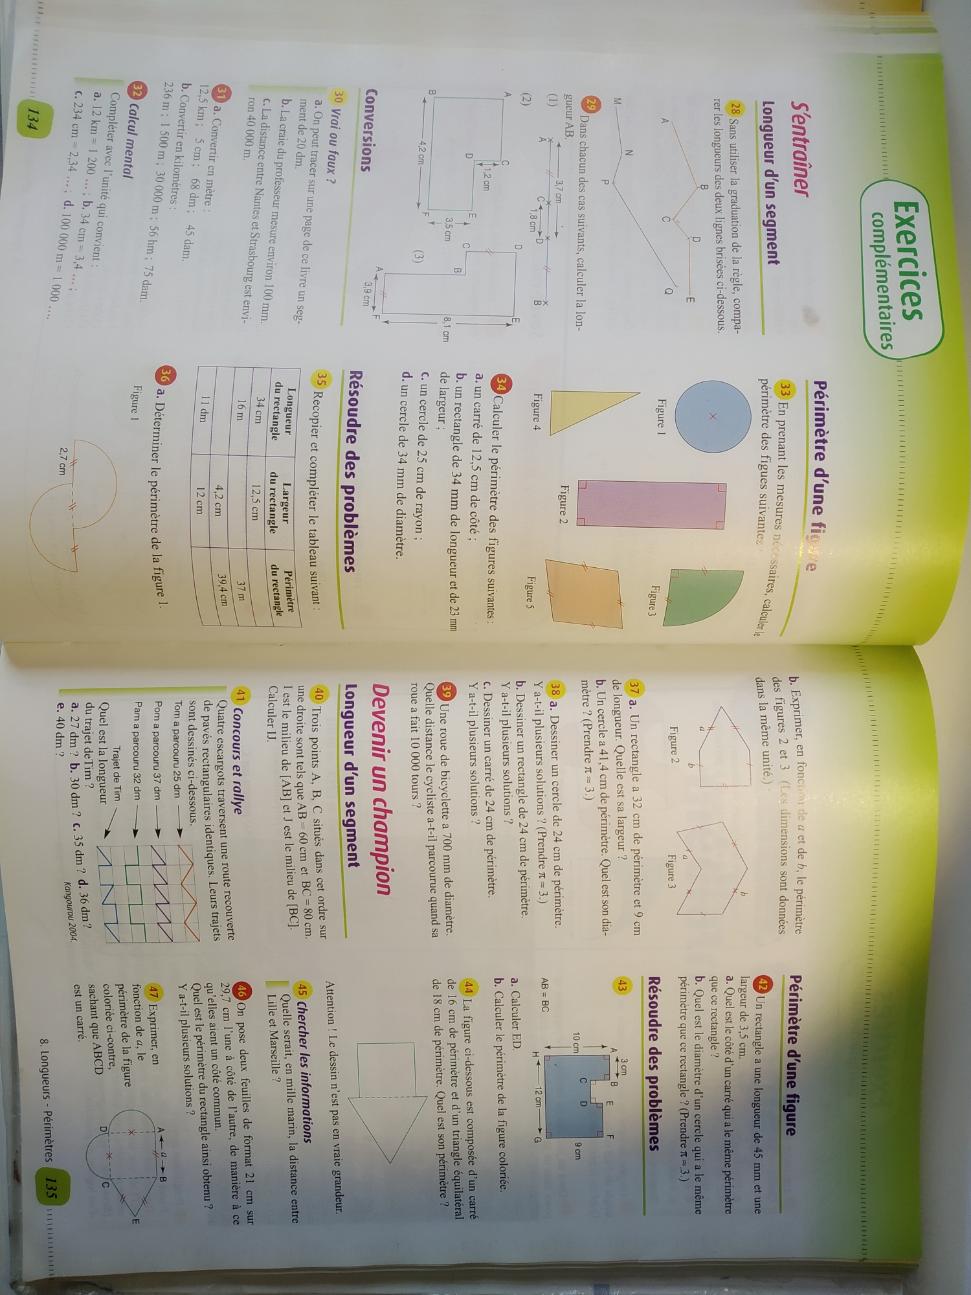 Exercices
complémentaires
S'entraîner
Longueur d'un segment
28 Sans utiliser la graduation de la règle, compa-
rer les longueurs des deux lignes brisées ci-dessous.
B
D
E
A
C
Q
N
M
P
29 Dans chacun des cas suivants, calculer la lon-
gueur AB.
(1)
3,7 cm
A
C
D
B
1,8 cm
(2)
A
C
1,2 cm
D
E
3,5 cm
B
4,2 cm
F
D
E
C
B
8,1 cm
(3)
A
F
3,9 cm
Conversions
30 Vrai ou faux ?
a. On peut tracer sur une page de ce livre un seg-
ment de 20 dm.
b. La craie du professeur mesure environ 100 mm.
c. La distance entre Nantes et Strasbourg est envi-
ron 40 000 m.
31 a. Convertir en mètre :
12,5 km ; 5 cm ; 68 dm ; 45 dam.
b. Convertir en kilomètres :
236 m ; 1 500 m ; 30 000 m ; 56 hm ; 75 dam.
32 Calcul mental
Compléter avec l'unité qui convient :
a. 12 km = 1 200 ... ; b. 34 cm = 3,4 ... ;
c. 234 cm = 2,34 ... ; d. 100 000 m = 1 000 ....
134
Périmètre d'une figure
33 En prenant les mesures nécessaires, calculer le
périmètre des figues suivantes
Figure 1
Figure 2
Figure 3
Figure 4
Figure 5
34 Calculer le périmètre des figures suivantes :
a. un carré de 12,5 cm de côté ;
b. un rectangle de 34 mm de longueur et de 23 mm
de largeur ;
c. un cercle de 25 cm de rayon ;
d. un cercle de 34 mm de diamètre.
Résoudre des problèmes
35 Recopier et compléter le tableau suivant :
Longueur du rectangle Largeur du rectangle Périmètre du rectangle
34 cm 12,5 cm
16 m 37 m
4,2 cm 39,4 cm
11 dm 12 cm
36 a. Déterminer le périmètre de la figure 1.
Figure 1
2,7 cm
b. Exprimer, en fonction de a et de b, le périmètre
des figures 2 et 3 (Les dimensions sont données
dans la même unité.)
a
b
Figure 2
b
a
Figure 3
37 a. Un rectangle a 32 cm de périmètre et 9 cm
de longueur. Quelle est sa largeur ?
b. Un cercle a 41,4 cm de périmètre. Quel est son dia-
mètre ? (Prendre π = 3.)
38 a. Dessiner un cercle de 24 cm de périmètre.
Y a-t-il plusieurs solutions ? (Prendre π = 3.)
b. Dessiner un rectangle de 24 cm de périmètre.
Y a-t-il plusieurs solutions ?
c. Dessiner un carré de 24 cm de périmètre.
Y a-t-il plusieurs solutions ?
39 Une roue de bicyclette a 700 mm de diamètre.
Quelle distance le cycliste a-t-il parcourue quand sa
roue a fait 10 000 tours ?
Devenir un champion
Longueur d'un segment
40 Trois points A, B, C situés dans cet ordre sur
une droite sont tels que AB = 60 cm et BC = 80 cm.
I est le milieu de [AB] et J est le milieu de [BC].
Calculer IJ.
41 Concours et rallye
Quatre escargots traversent une route recouverte
de pavés rectangulaires identiques. Leurs trajets
sont dessinés ci-dessous.
Tom a parcouru 25 dm
Pom a parcouru 37 dm
Pam a parcouru 32 dm
Trajet de Tim
Quel est la longueur
du trajet de Tim ?
a. 27 dm ? b. 30 dm ? c. 35 dm ? d. 36 dm ?
e. 40 dm ?
Kangourou 2004.
Périmètre d'une figure
42 Un rectangle a une longueur de 45 mm et une
largeur de 3,5 cm.
a. Quel est le côté d'un carré qui a le même périmètre
que ce rectangle ?
b. Quel est le diamètre d'un cercle qui a le même
périmètre que ce rectangle ? (Prendre π = 3.)
Résoudre des problèmes
43
3 cm
A
B
E
F
C
D
10 cm
9 cm
AB = BC
H
12 cm
G
a. Calculer ED.
b. Calculer le périmètre de la figure coloriée.
44 La figure ci-dessous est composée d'un carré
de 16 cm de périmètre et d'un triangle équilatéral
de 18 cm de périmètre. Quel est son périmètre ?
Attention ! Le dessin n'est pas en vraie grandeur.
45 Chercher les informations
Quelle serait, en mille marin, la distance entre
Lille et Marseille ?
46 On pose deux feuilles de format 21 cm sur
29,7 cm l'une à côté de l'autre, de manière à ce
qu'elles aient un côté commun.
Quel est le périmètre du rectangle ainsi obtenu ?
Y a-t-il plusieurs solutions ?
47 Exprimer, en
fonction de a, le
périmètre de la figure
coloriée ci-contre,
sachant que ABCD
est un carré.
A
a
B
E
D
C
8. Longueurs - Périmètres 135